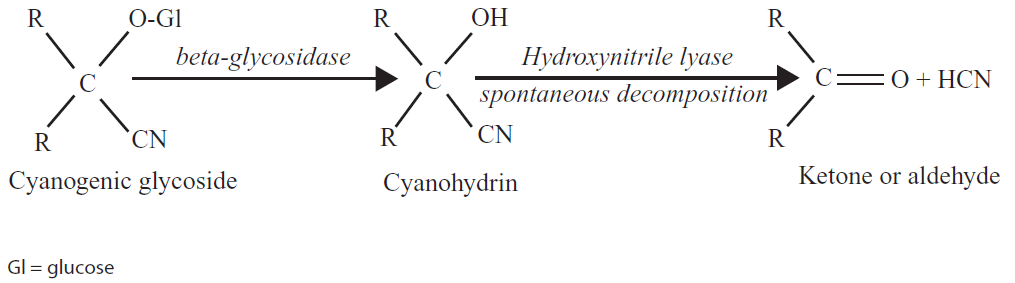 R O-Gl R OH R
beta-glycosidase Hydroxynitrile lyase
C C C O + HCN
spontaneous decomposition
R CN R CN R
Cyanogenic glycoside Cyanohydrin Ketone or aldehyde
Gl = glucose